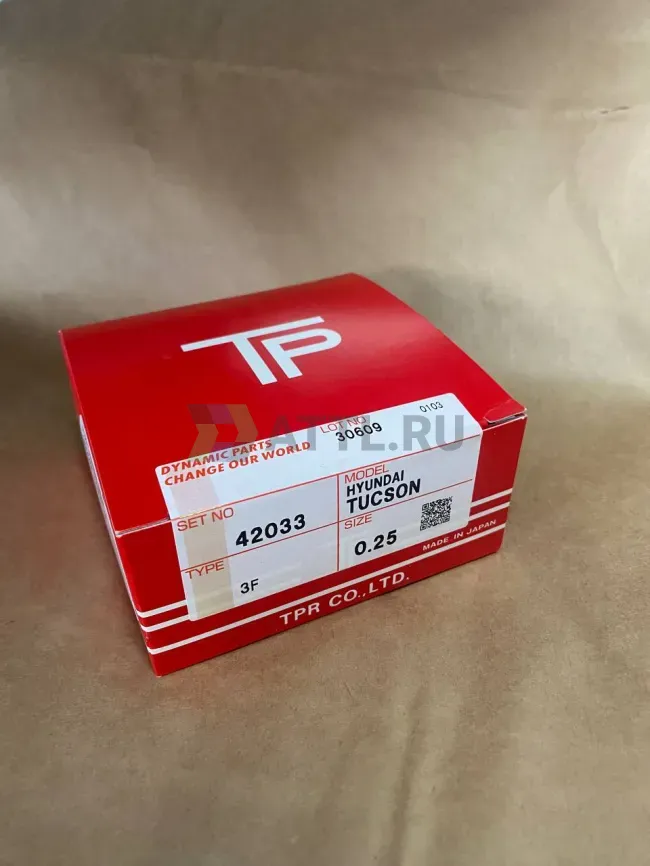 TP
ATTE.RU
DYNAMIC PARTS
CHANGE OUR WORLD
LOT NO
30609
0103
SET NO
42033
MODEL
HYUNDAI
TUCSON
TYPE
3F
SIZE
0.25
MADE IN JAPAN
TPR CO.,LTD.